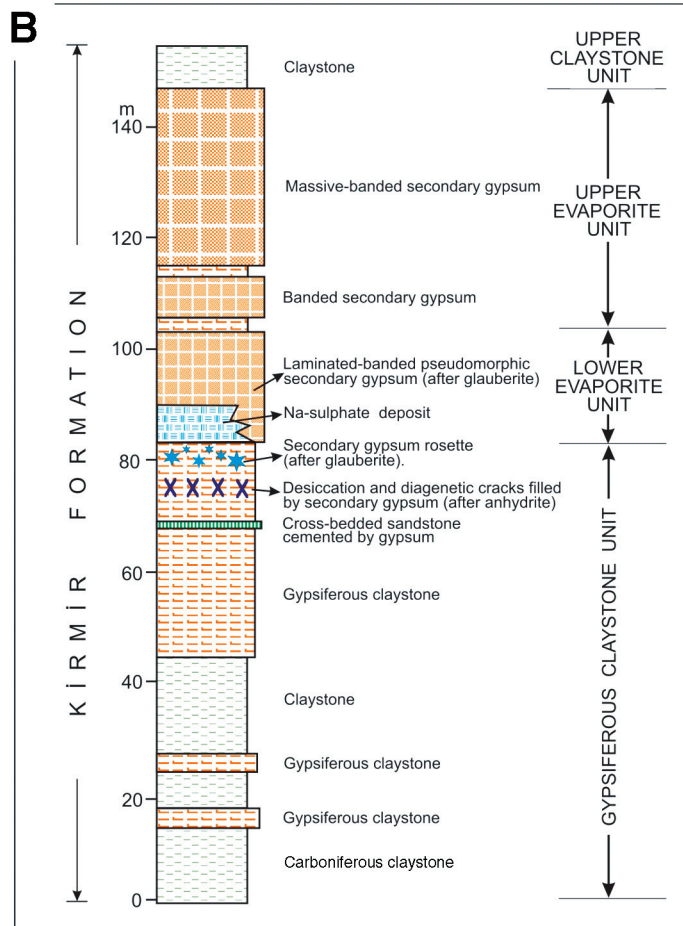 B
UPPER
CLAYSTONE
UNIT
Claystone
m
140
Massive-banded secondary gypsum
UPPER
EVAPORITE
UNIT
120
Banded secondary gypsum
100
Laminated-banded pseudomorphic
secondary gypsum (after glauberite)
LOWER
EVAPORITE
UNIT
Na-sulphate deposit
Secondary gypsum rosette
(after glauberite).
80
Desiccation and diagenetic cracks filled
by secondary gypsum (after anhydrite)
Cross-bedded sandstone
cemented by gypsum
60
Gypsiferous claystone
40
Claystone
Gypsiferous claystone
20
Gypsiferous claystone
Carboniferous claystone
0
KİRMİR FORMATION
GYPSIFEROUS CLAYSTONE UNIT